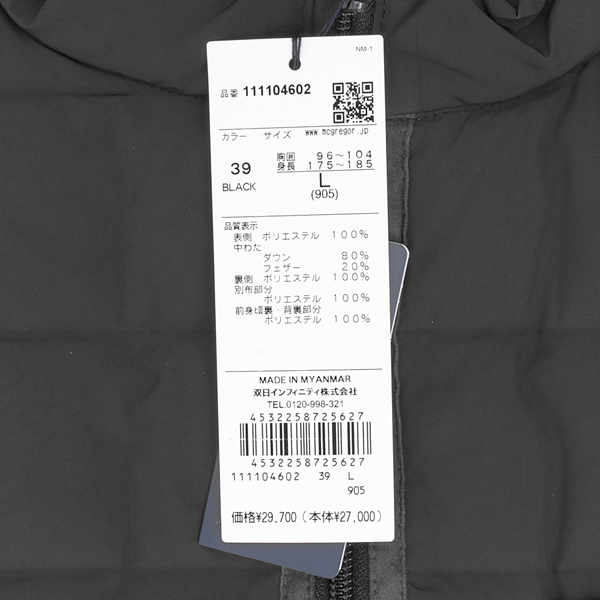 NM-1
品番 111104602
カラー サイズ www.mcgregor.jp
39 胸囲 96～104
身長 175～185
BLACK L
(905)
品質表示
表側 ポリエステル 100%
中わた
ダウン 80%
フェザー 20%
裏側 ポリエステル 100%
別布部分
ポリエステル 100%
前身頃裏・背裏部分
ポリエステル 100%
MADE IN MYANMAR
双日インフィニティ株式会社
TEL.0120-998-321
4532258725627
4532258725627
111104602 39 L
905
価格¥29,700（本体¥27,000）